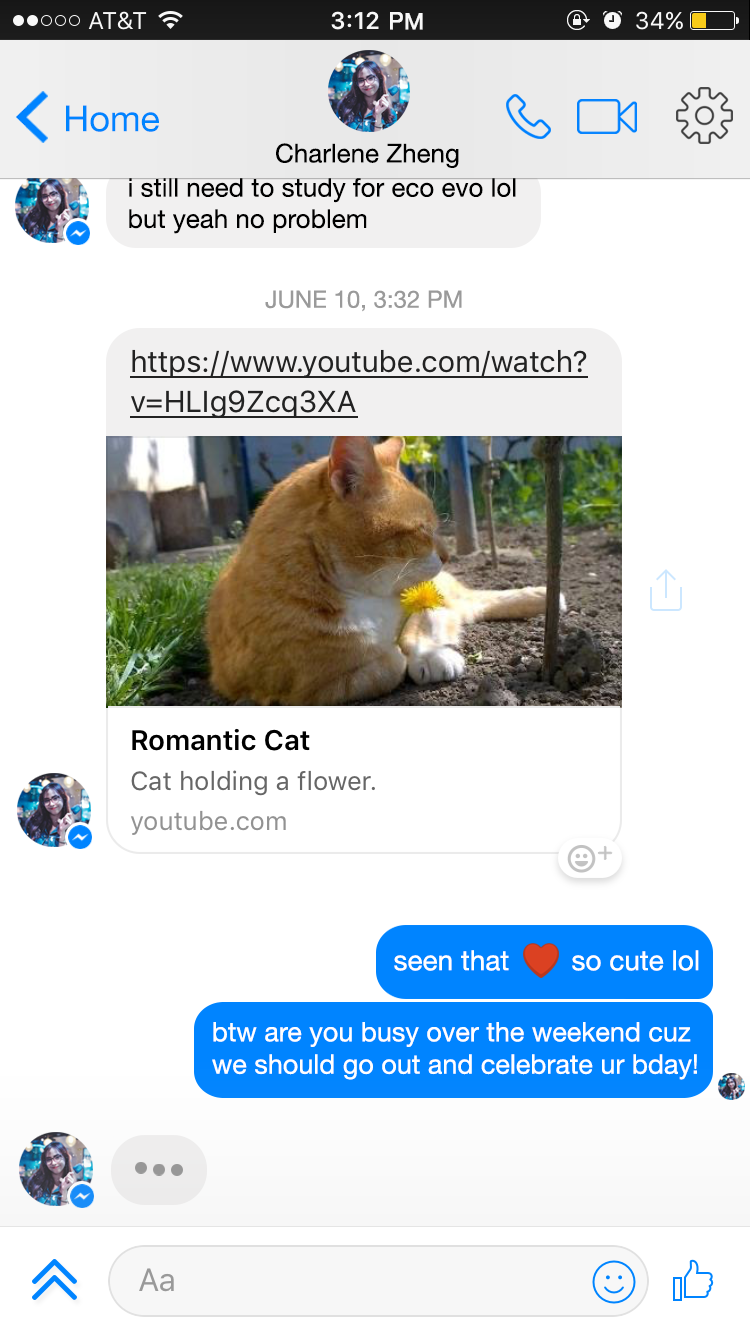 AT&T 3:12 PM 34%
Home
Charlene Zheng
i still need to study for eco evo lol
but yeah no problem
JUNE 10, 3:32 PM
https://www.youtube.com/watch?
v=HLIg9Zcq3XA
Romantic Cat
Cat holding a flower.
youtube.com
seen that ❤️ so cute lol
btw are you busy over the weekend cuz
we should go out and celebrate ur bday!
Aa